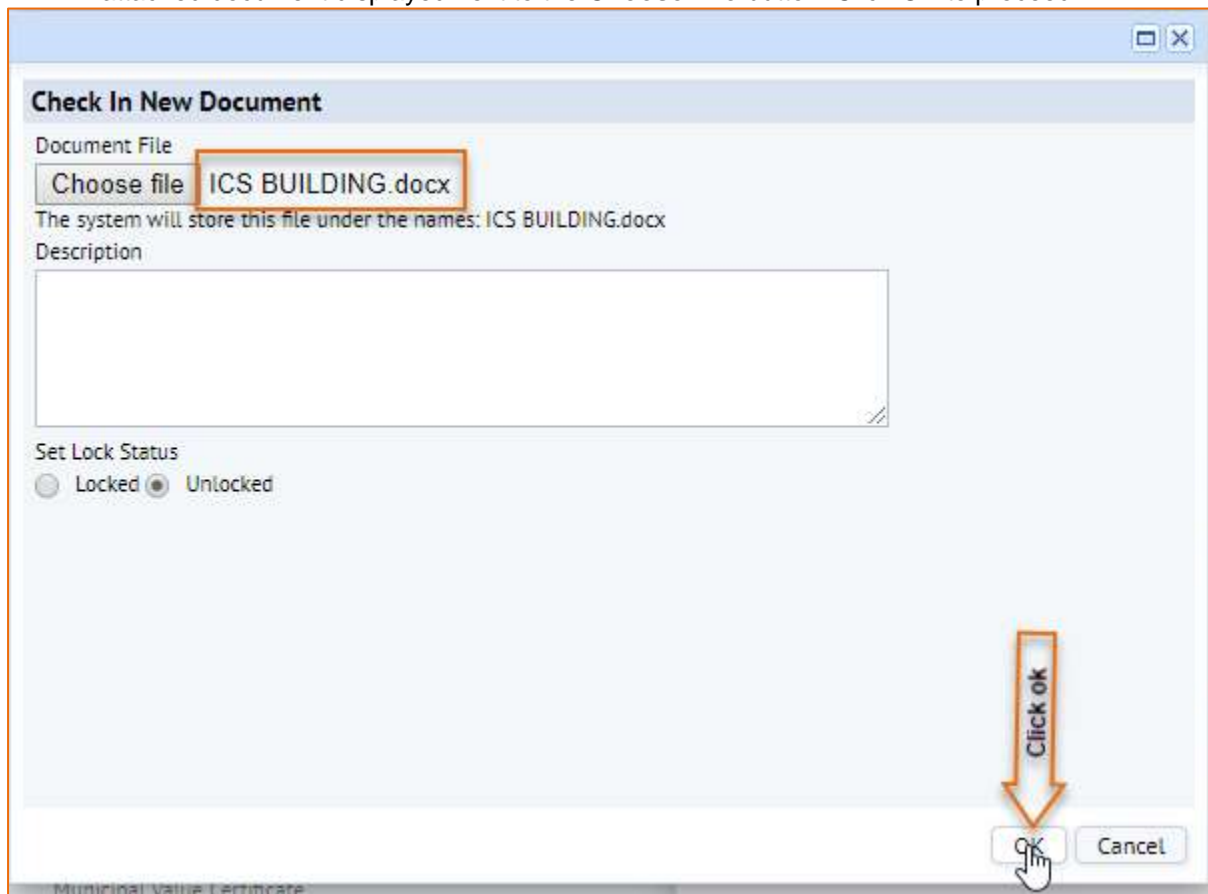 Check In New Document
Document File
Choose file ICS BUILDING.docx
The system will store this file under the names: ICS BUILDING.docx
Description
Set Lock Status
Locked Unlocked
Click ok
OK Cancel
Municipal Value Certificate